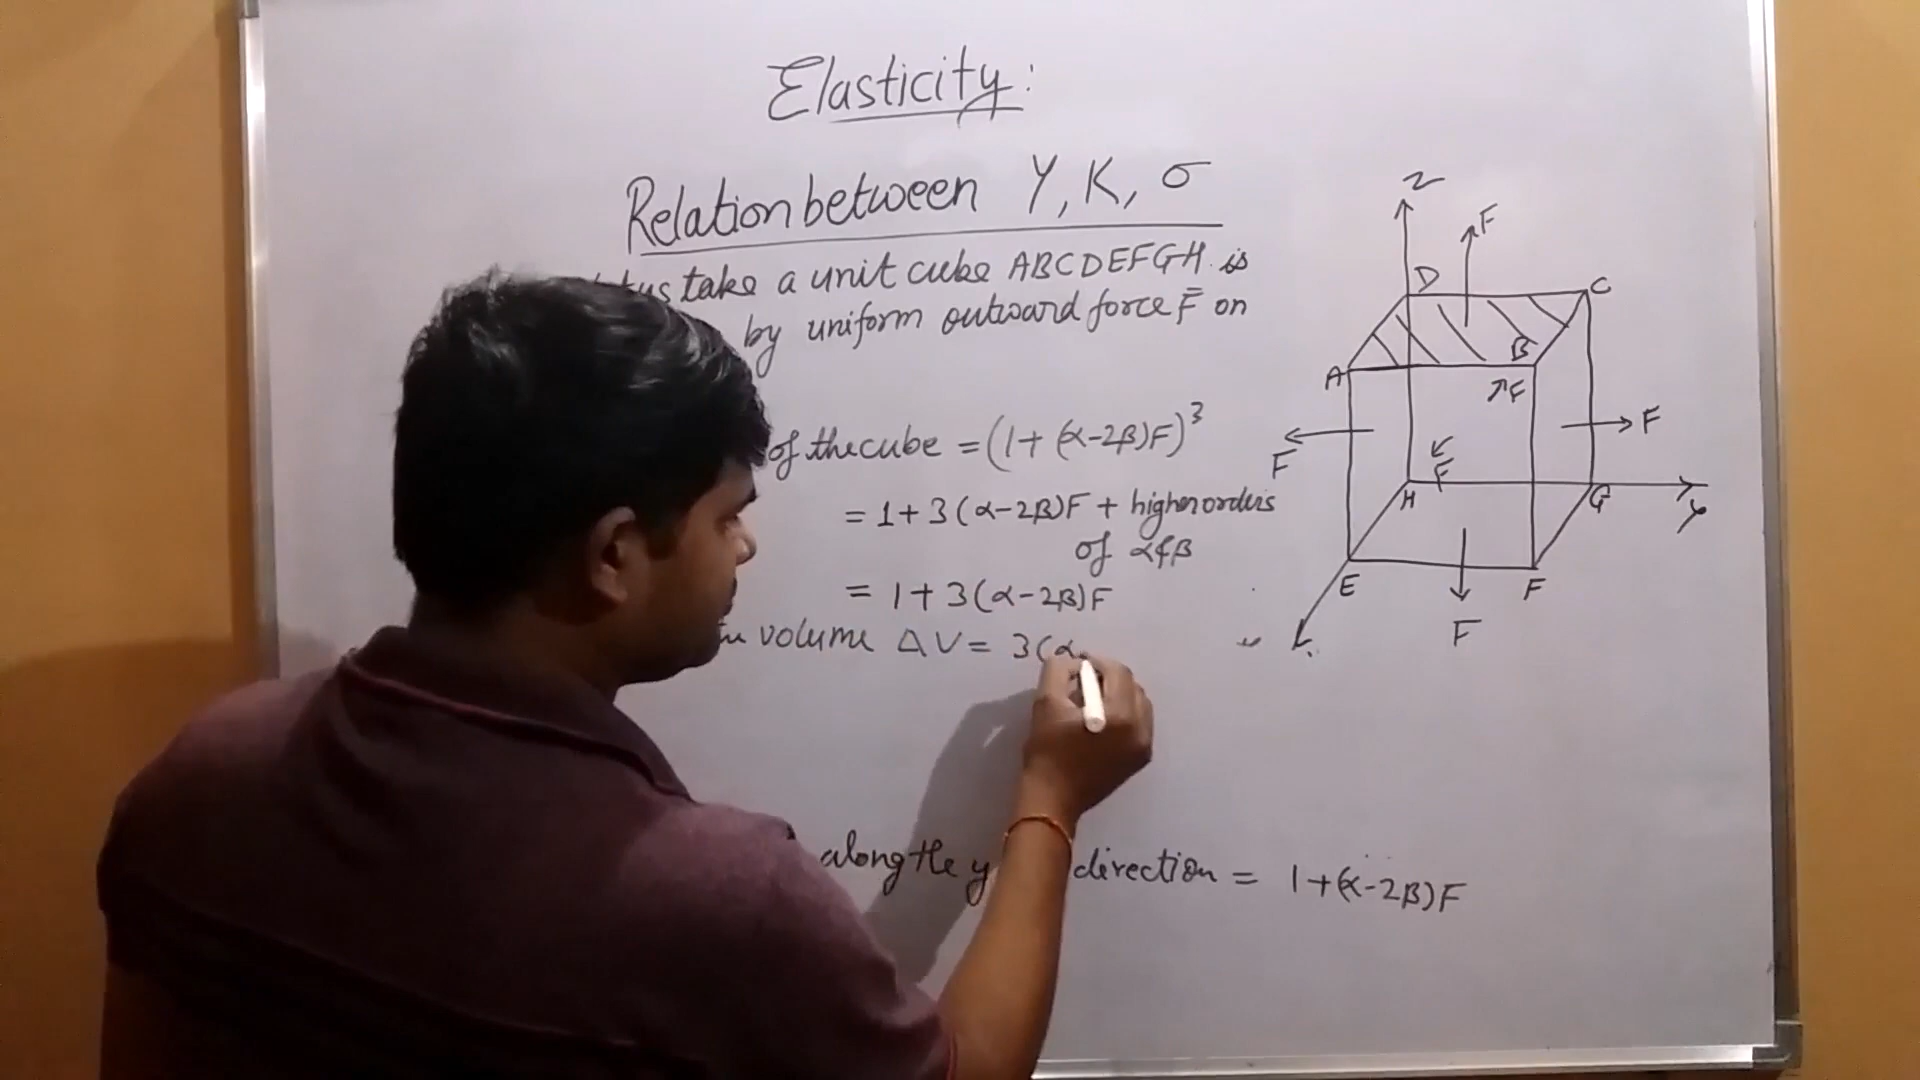 Elasticity:
Relation between Y, K, σ
take a unit cube ABCDEFGH is
by uniform outward force F̄ on
of the cube = (1+(α-2β)F)³
= 1+3(α-2β)F + higher orders
of α & β
= 1+3(α-2β)F
volume ΔV = 3(α
along the y direction = 1+(α-2β)F
Z
F
D
C
A
B
F
F
F
F
H
G
y
E
F
F